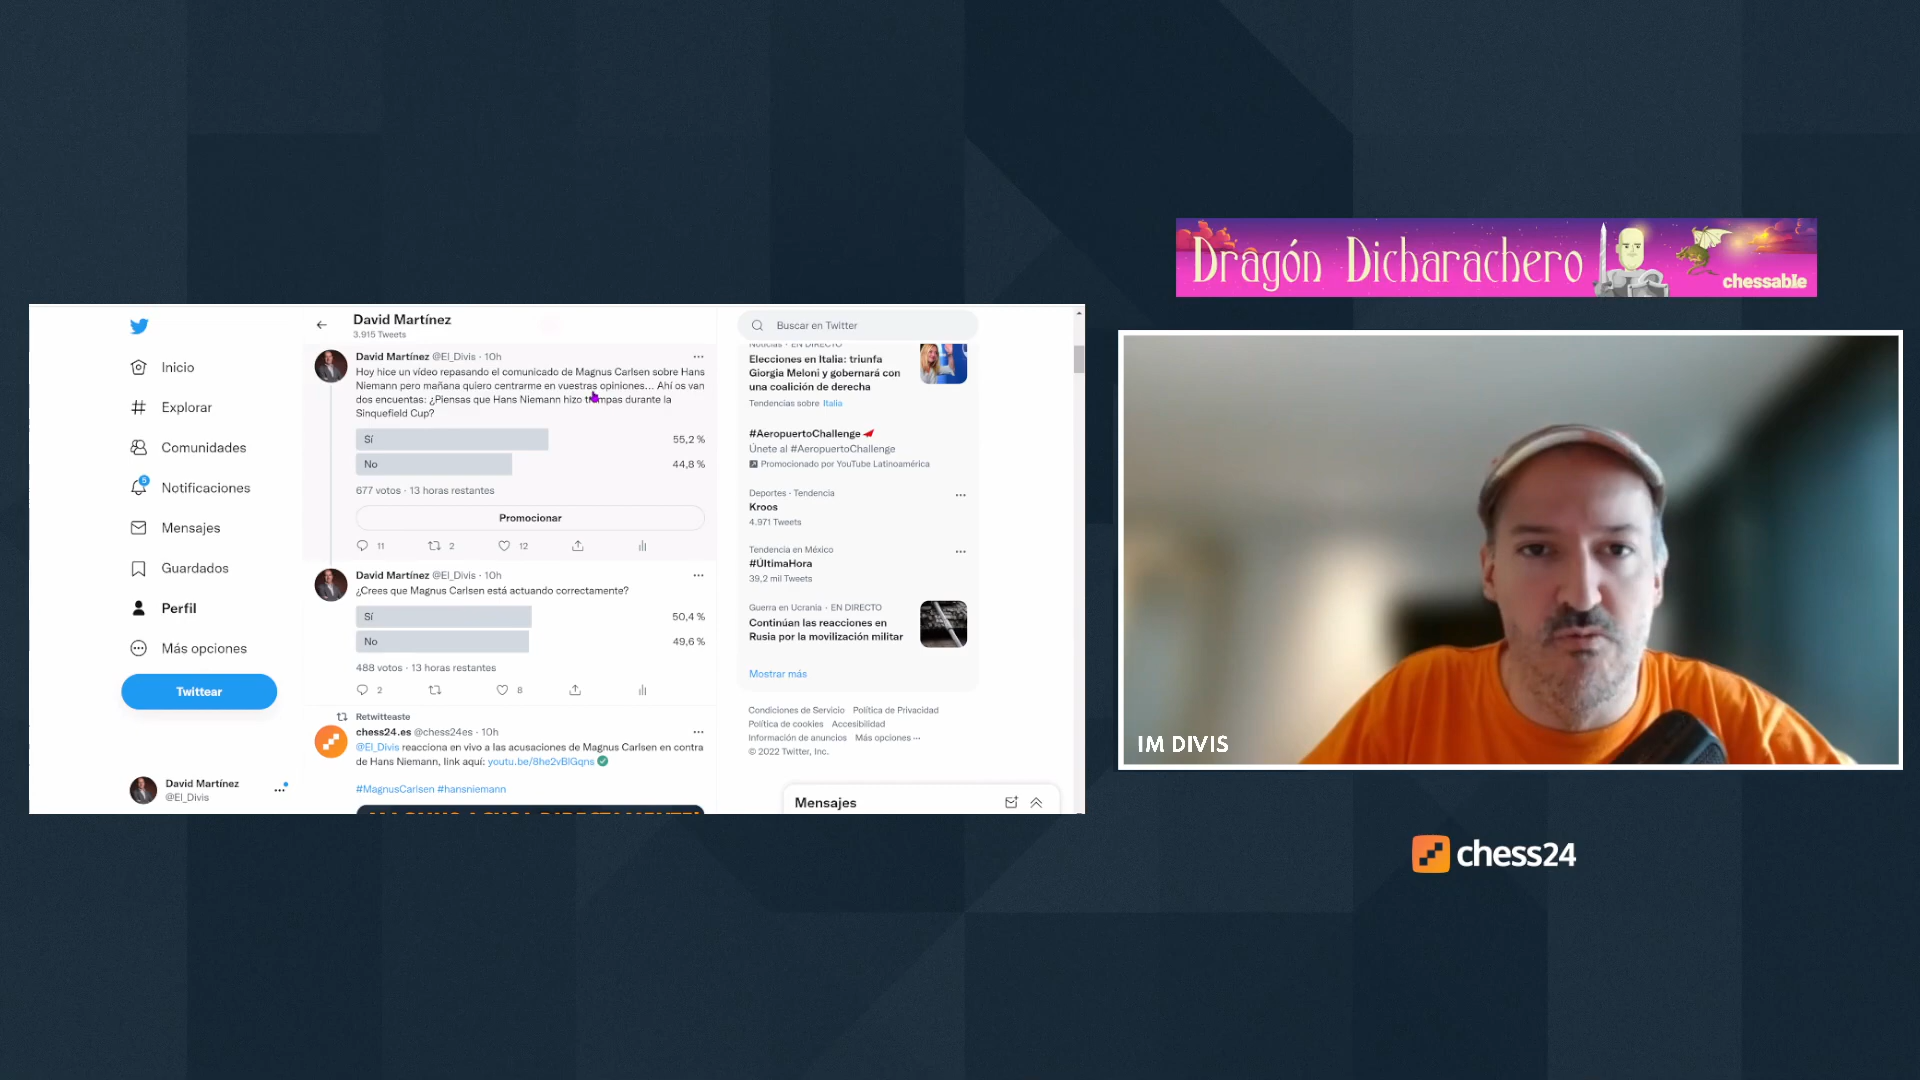 Dragón Dicharachero
chessable
Inicio
Explorar
Comunidades
5
Notificaciones
Mensajes
Guardados
Perfil
Más opciones
Twittear
David Martínez
@El_Divis
David Martínez
3.915 Tweets
David Martínez @El_Divis · 10h
Hoy hice un vídeo repasando el comunicado de Magnus Carlsen sobre Hans
Niemann pero mañana quiero centrarme en vuestras opiniones... Ahí os van
dos encuentas: ¿Piensas que Hans Niemann hizo trampas durante la
Sinquefield Cup?
Sí 55,2 %
No 44,8 %
677 votos · 13 horas restantes
Promocionar
11 2 12
David Martínez @El_Divis · 10h
¿Crees que Magnus Carlsen está actuando correctamente?
Sí 50,4 %
No 49,6 %
488 votos · 13 horas restantes
2 8
Retwitteaste
chess24.es @chess24es · 10h
@El_Divis reacciona en vivo a las acusaciones de Magnus Carlsen en contra
de Hans Niemann, link aquí: youtu.be/8he2vBlGqns
#MagnusCarlsen #hansniemann
Buscar en Twitter
Noticias · EN DIRECTO
Elecciones en Italia: triunfa
Giorgia Meloni y gobernará con
una coalición de derecha
Tendencias sobre Italia
#AeropuertoChallenge
Únete al #AeropuertoChallenge
Promocionado por YouTube Latinoamérica
Deportes · Tendencia
Kroos
4.971 Tweets
Tendencia en México
#ÚltimaHora
39,2 mil Tweets
Guerra en Ucrania · EN DIRECTO
Continúan las reacciones en
Rusia por la movilización militar
Mostrar más
Condiciones de Servicio Política de Privacidad
Política de cookies Accesibilidad
Información de anuncios Más opciones ···
© 2022 Twitter, Inc.
Mensajes
IM DIVIS
chess24